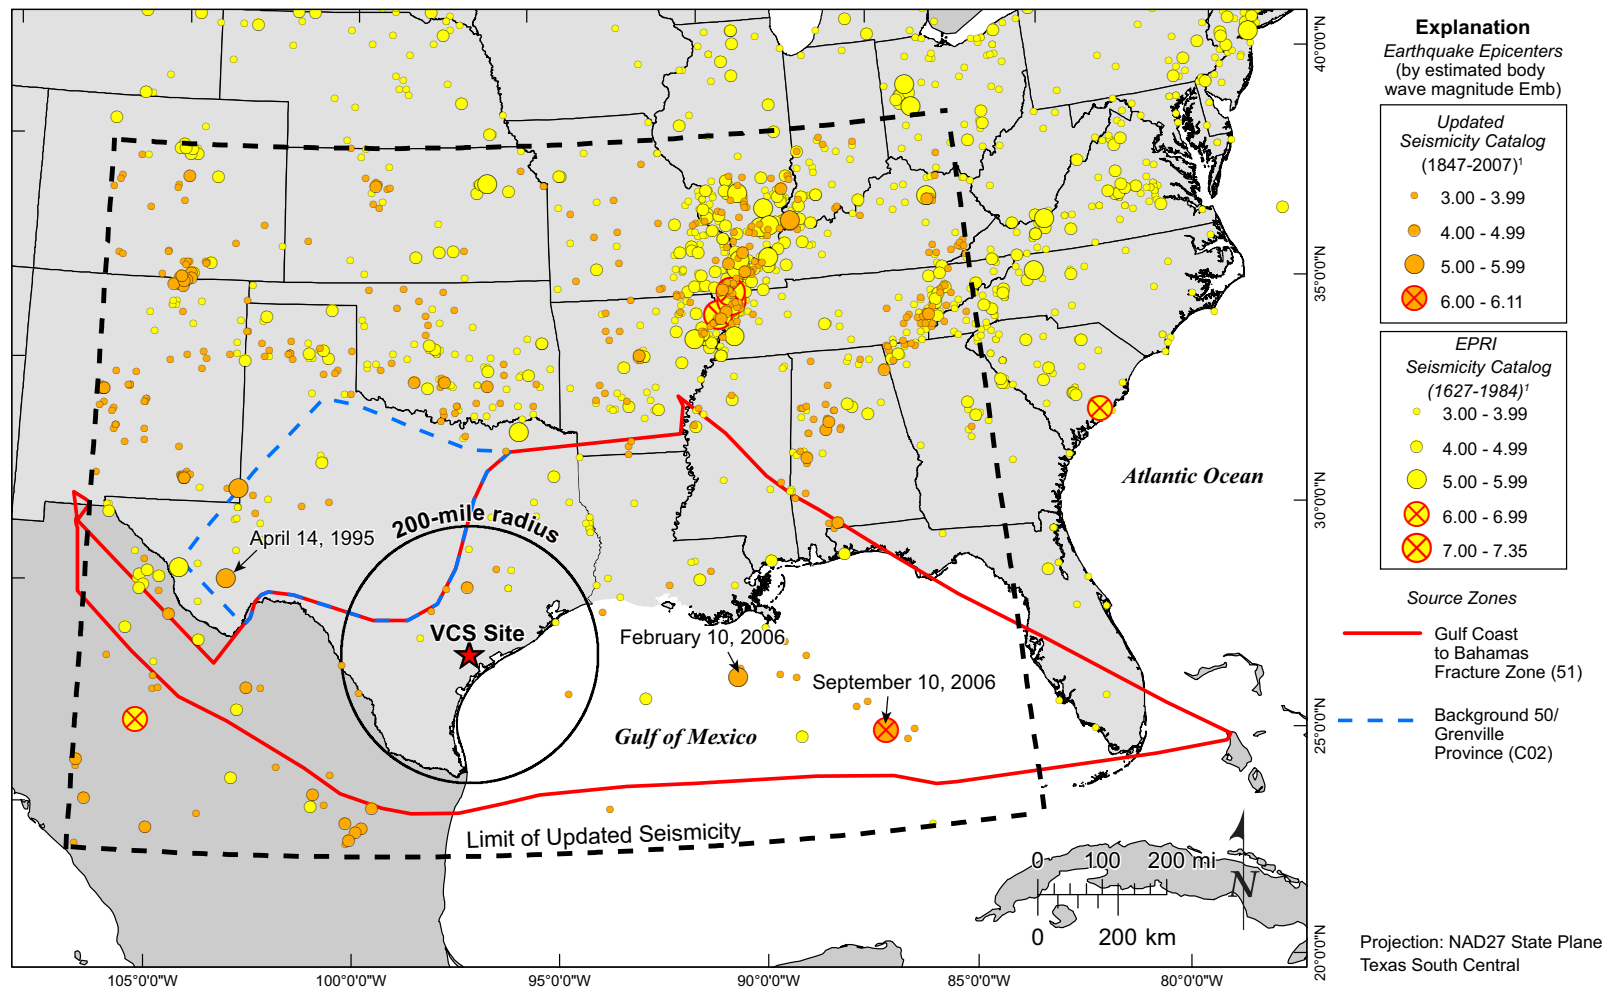 Explanation
Earthquake Epicenters
(by estimated body
wave magnitude Emb)
Updated
Seismicity Catalog
(1847-2007)¹
3.00 - 3.99
4.00 - 4.99
5.00 - 5.99
6.00 - 6.11
EPRI
Seismicity Catalog
(1627-1984)¹
3.00 - 3.99
4.00 - 4.99
5.00 - 5.99
6.00 - 6.99
7.00 - 7.35
Source Zones
Gulf Coast
to Bahamas
Fracture Zone (51)
Background 50/
Grenville
Province (C02)
Projection: NAD27 State Plane
Texas South Central
40°0'0"N
35°0'0"N
30°0'0"N
25°0'0"N
20°0'0"N
Atlantic Ocean
200-mile radius
April 14, 1995
VCS Site
February 10, 2006
September 10, 2006
Gulf of Mexico
Limit of Updated Seismicity
0 100 200 mi
N
0 200 km
105°0'0"W 100°0'0"W 95°0'0"W 90°0'0"W 85°0'0"W 80°0'0"W